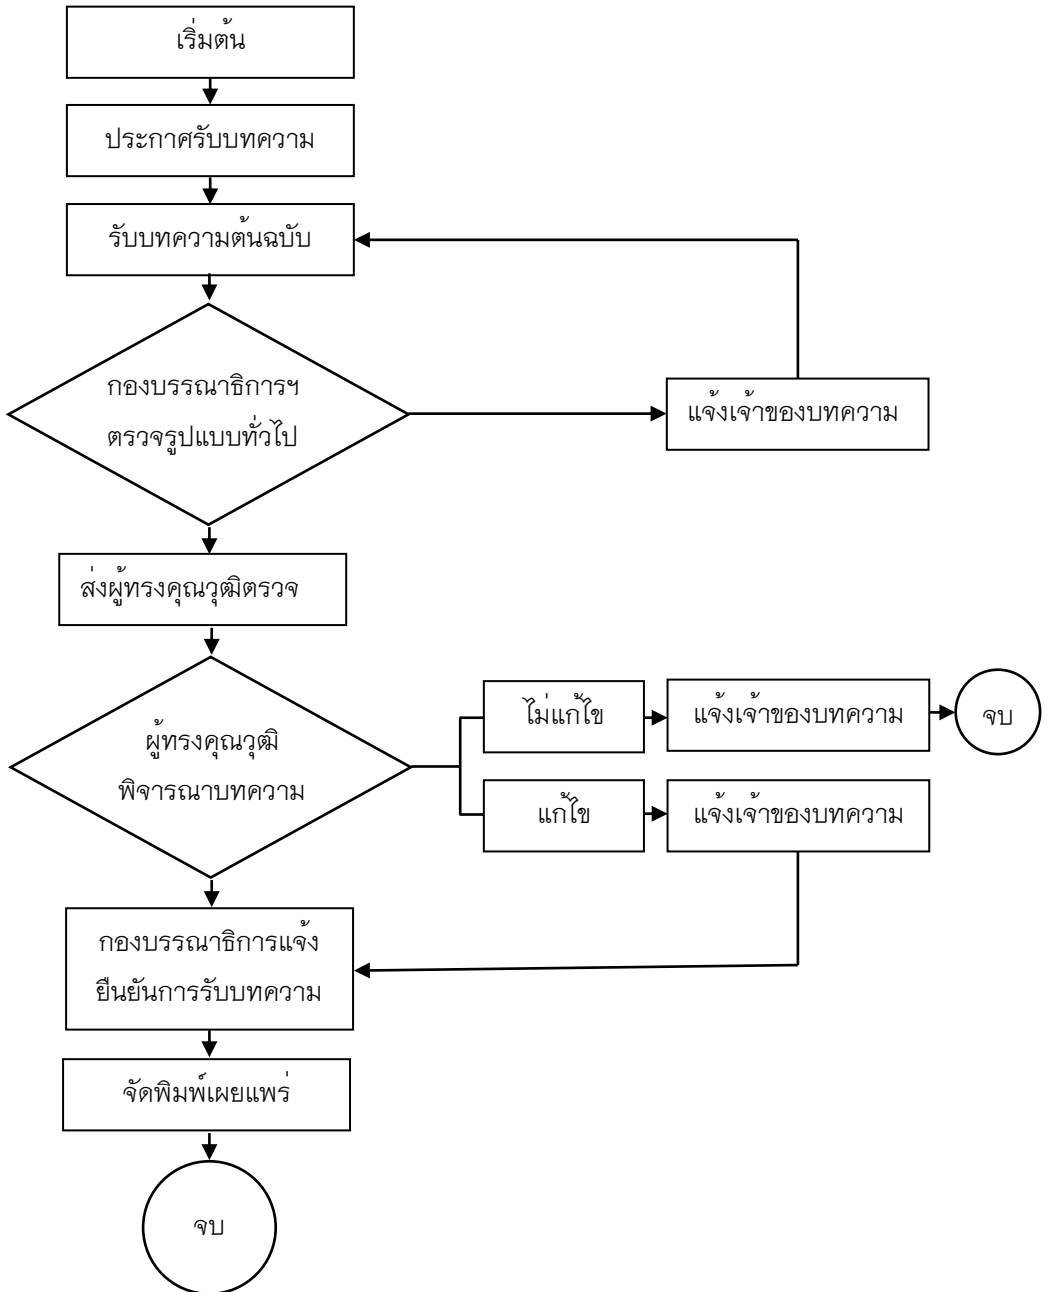 เริ่มต้น
ประกาศรับบทความ
รับบทความต้นฉบับ
กองบรรณาธิการฯ
ตรวจรูปแบบทั่วไป
แจ้งเจ้าของบทความ
ส่งผู้ทรงคุณวุฒิตรวจ
ผู้ทรงคุณวุฒิ
พิจารณาบทความ
ไม่แก้ไข
แจ้งเจ้าของบทความ
จบ
แก้ไข
แจ้งเจ้าของบทความ
กองบรรณาธิการแจ้ง
ยืนยันการรับบทความ
จัดพิมพ์เผยแพร่
จบ